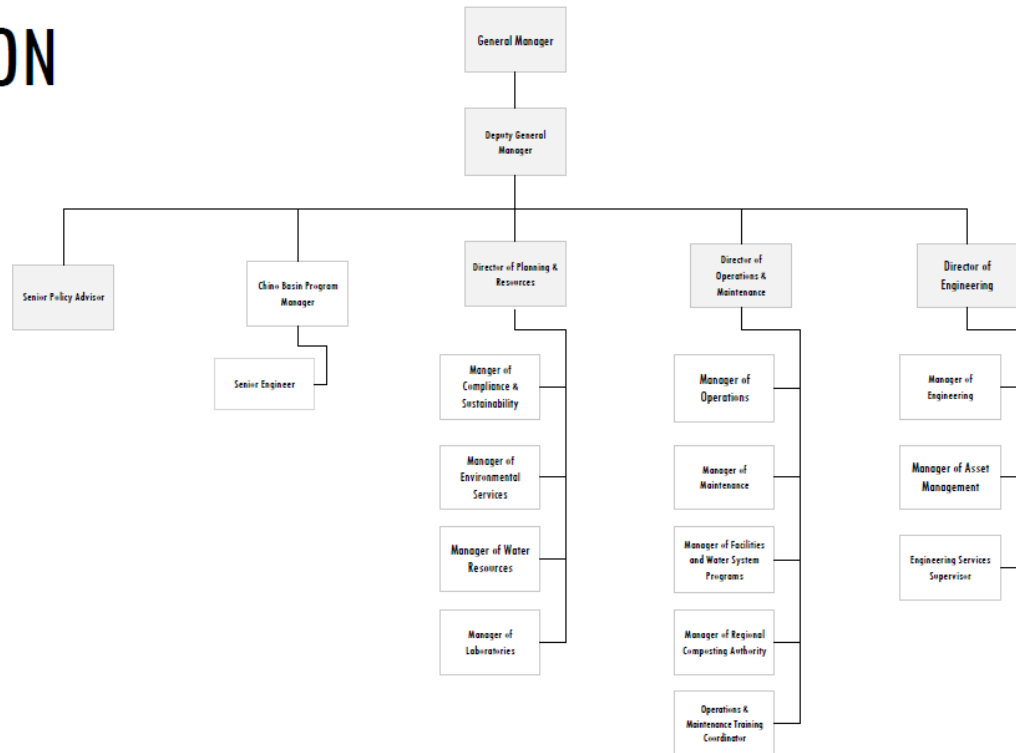 ON
General Manager
Deputy General
Manager
Senior Policy Advisor
Chino Basin Program
Manager
Senior Engineer
Director of Planning &
Resources
Manger of
Compliance &
Sustainability
Manager of
Environmental
Services
Manager of Water
Resources
Manager of
Laboratories
Director of
Operations &
Maintenance
Manager of
Operations
Manager of
Maintenance
Manager of Facilities
and Water System
Programs
Manager of Regional
Composting Authority
Operations &
Maintenance Training
Coordinator
Director of
Engineering
Manager of
Engineering
Manager of Asset
Management
Engineering Services
Supervisor